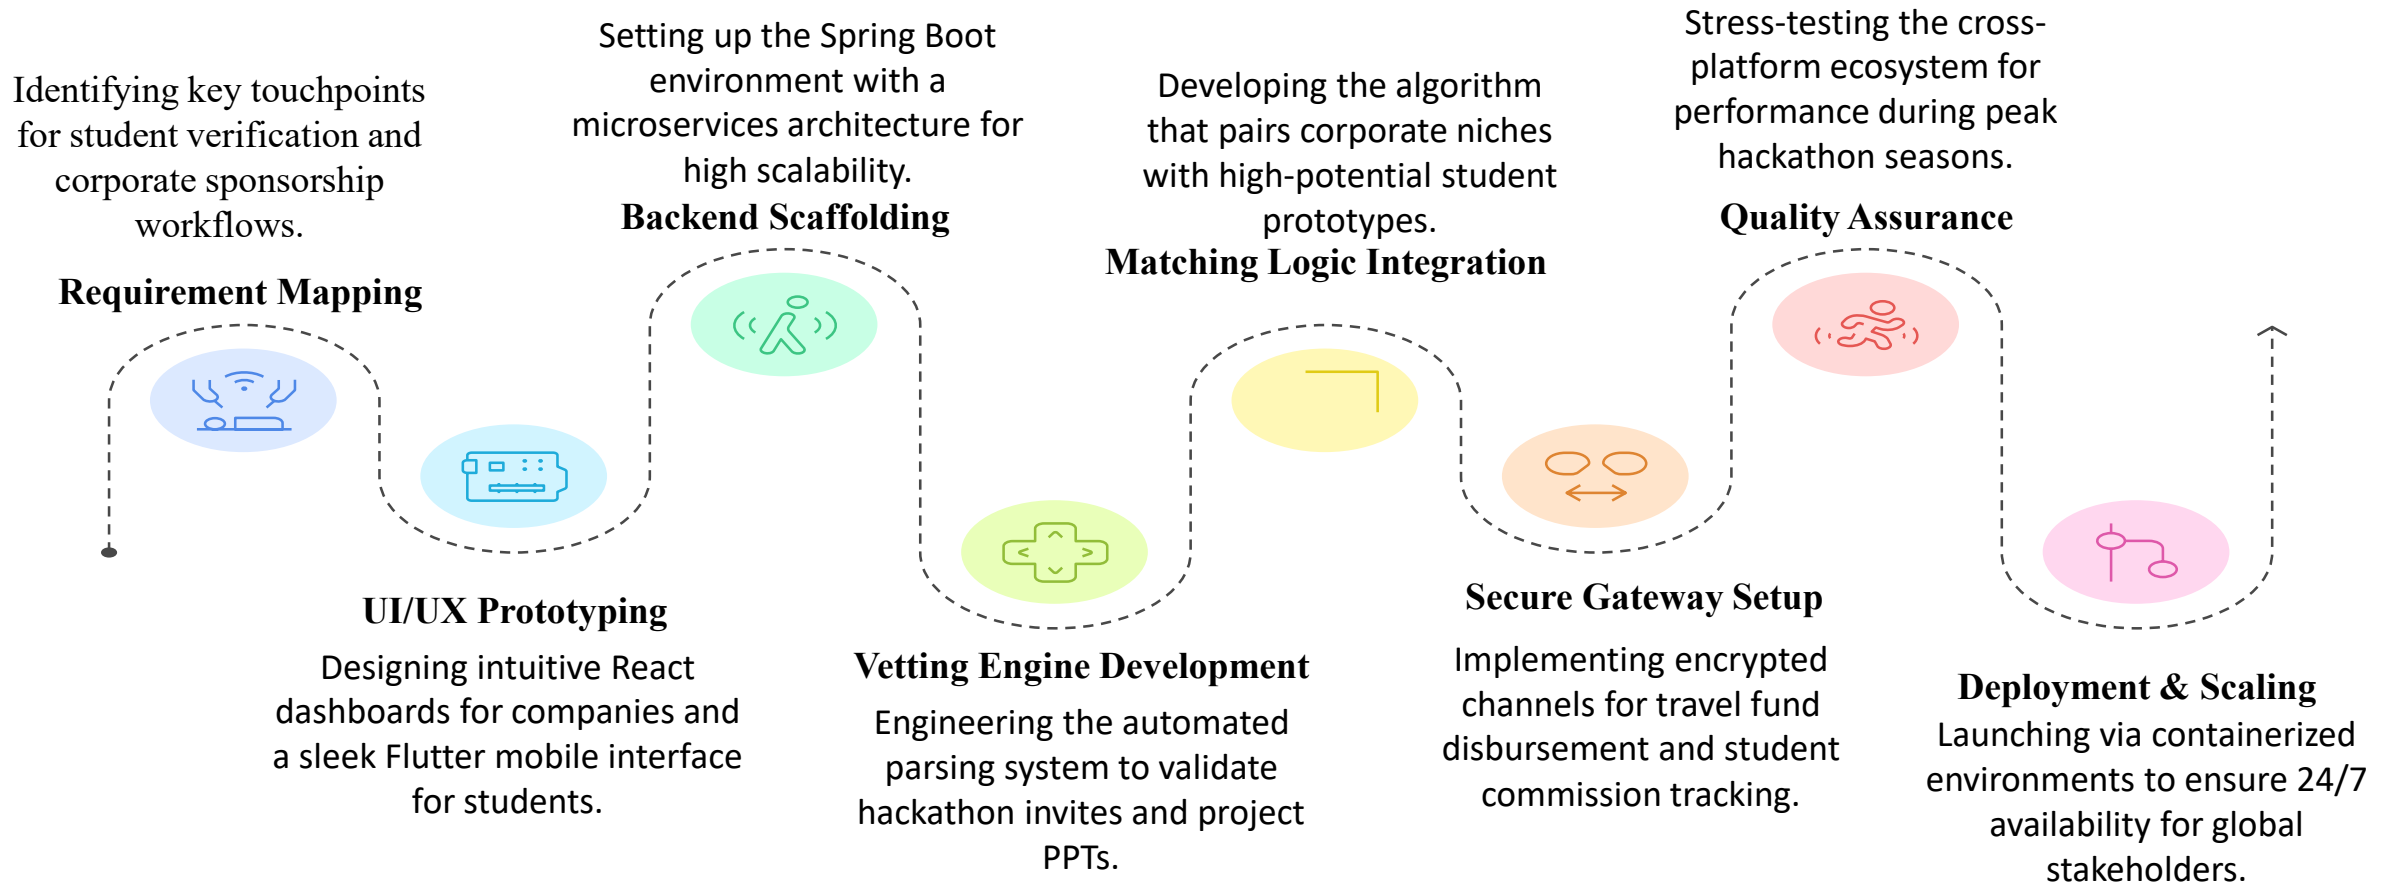 Identifying key touchpoints
for student verification and
corporate sponsorship
workflows.
Requirement Mapping
UI/UX Prototyping
Designing intuitive React
dashboards for companies and
a sleek Flutter mobile interface
for students.
Setting up the Spring Boot
environment with a
microservices architecture for
high scalability.
Backend Scaffolding
Vetting Engine Development
Engineering the automated
parsing system to validate
hackathon invites and project
PPTs.
Developing the algorithm
that pairs corporate niches
with high-potential student
prototypes.
Matching Logic Integration
Secure Gateway Setup
Implementing encrypted
channels for travel fund
disbursement and student
commission tracking.
Stress-testing the cross-
platform ecosystem for
performance during peak
hackathon seasons.
Quality Assurance
Deployment & Scaling
Launching via containerized
environments to ensure 24/7
availability for global
stakeholders.